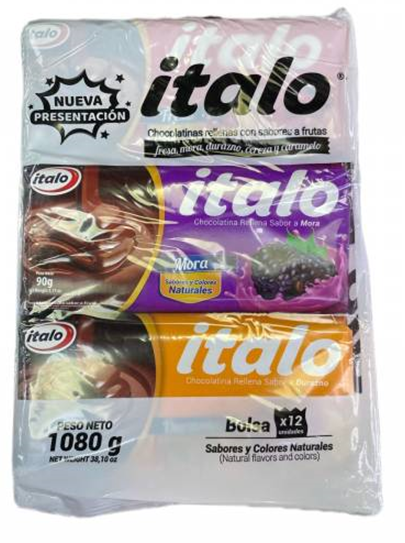 italo
NUEVA
PRESENTACIÓN
italo®
Chocolatinas rellenas con sabores a frutas
fresa, mora, durazno, cereza y caramelo
italo
italo
Chocolatina Rellena Sabor a Mora
90g
Mora
Sabores y Colores
Naturales
italo
italo
Chocolatina Rellena Sabor a Durazno
PESO NETO
1080 g
NET WEIGHT 38,10 oz
Bolsa x12
unidades
Sabores y Colores Naturales
(Natural flavors and colors)